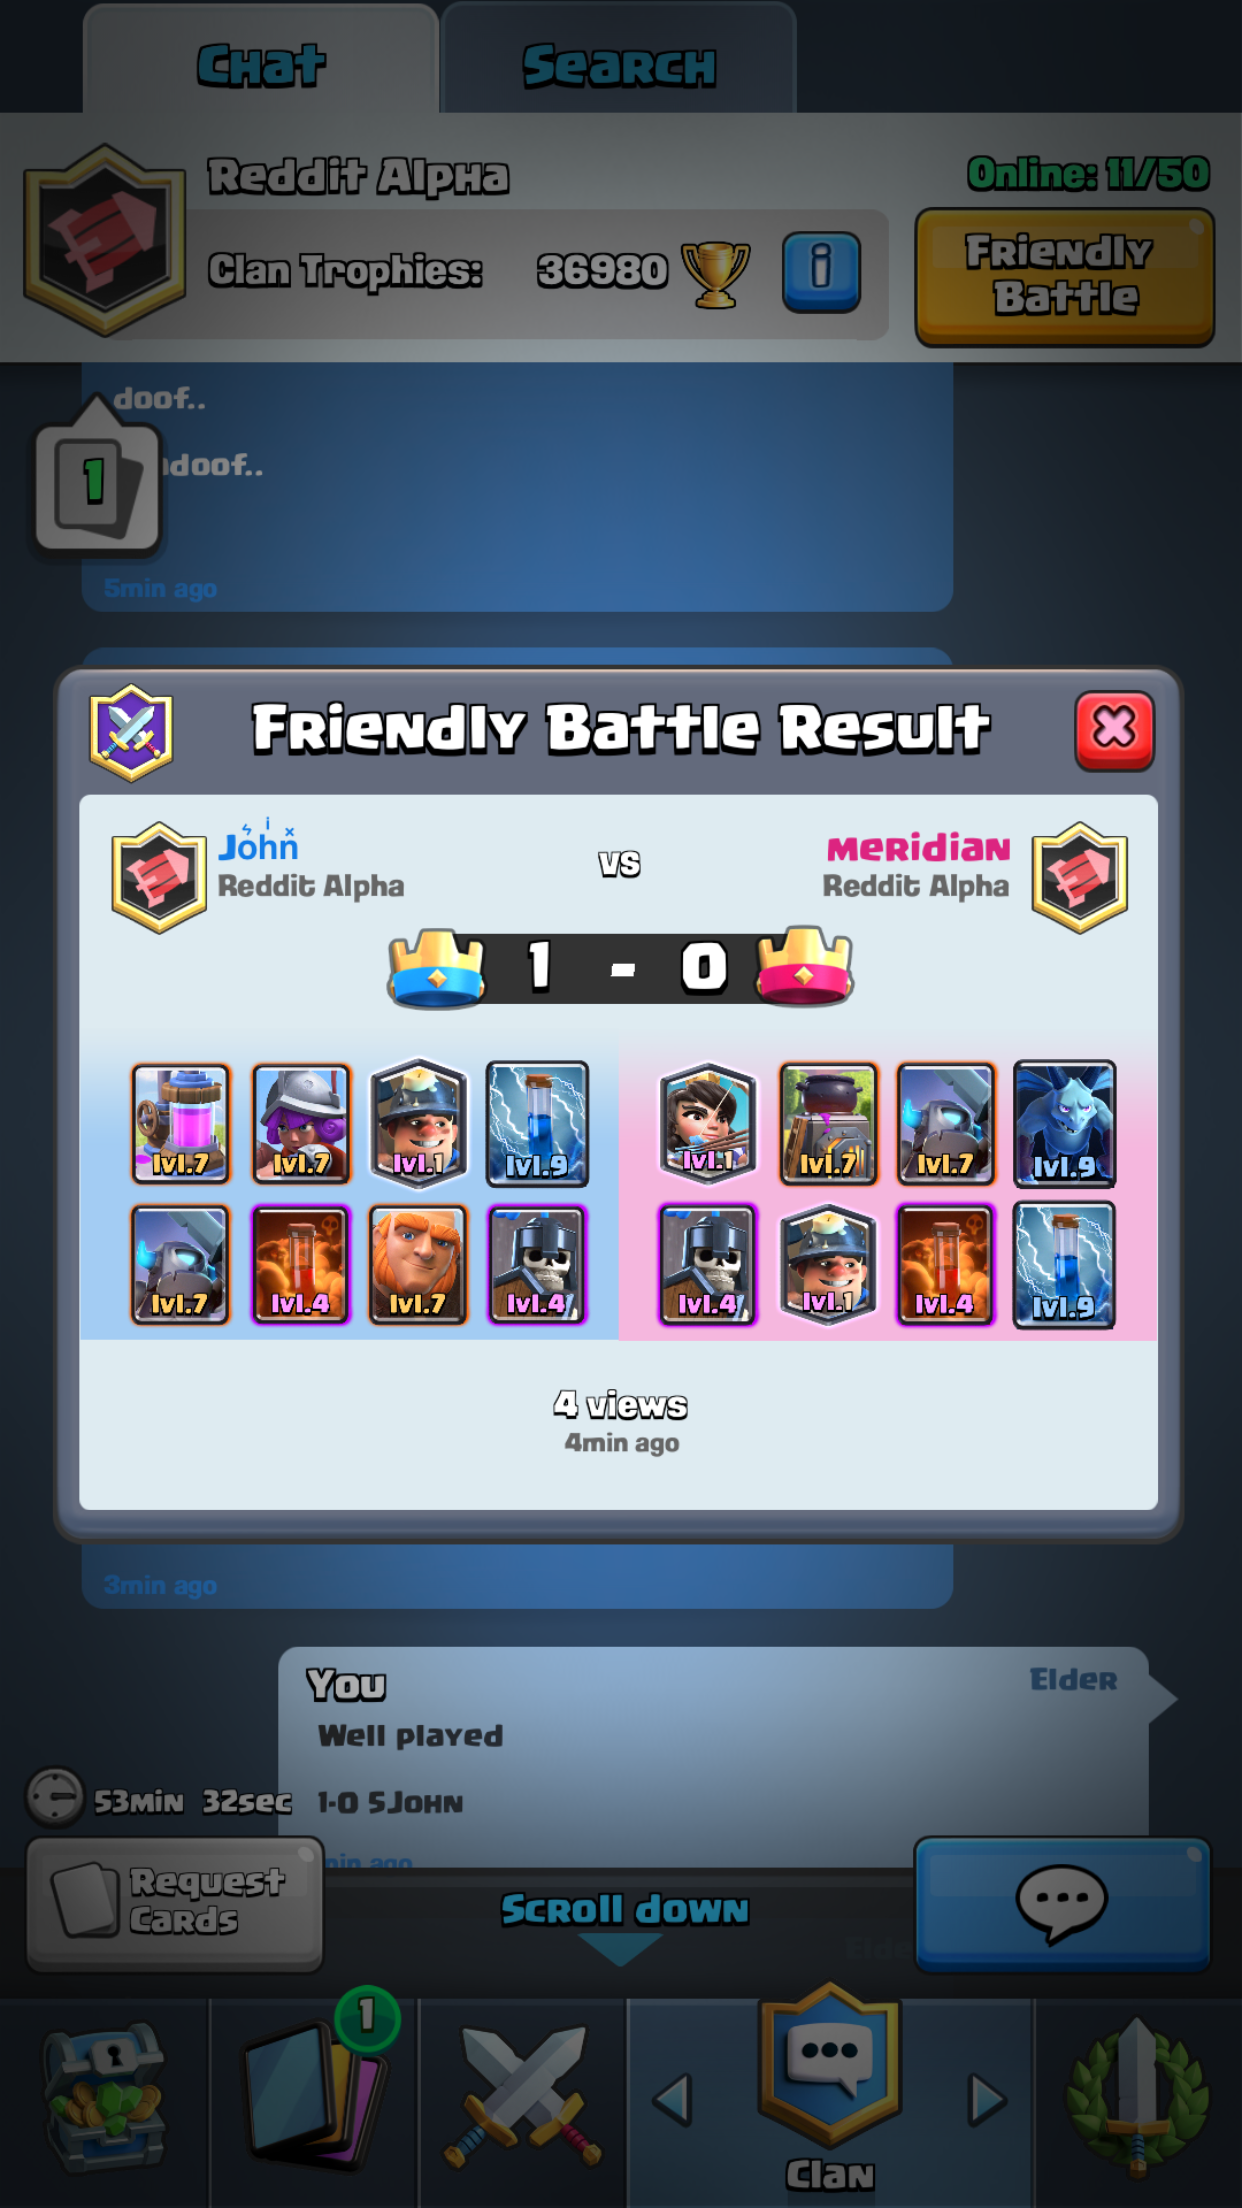 Chat
Search
Reddit Alpha
Online: 11/50
Clan Trophies: 36980
i
Friendly
Battle
doof..
doof..
1
5min ago
Friendly Battle Result
John
Reddit Alpha
vs
Meridian
Reddit Alpha
1 - 0
lvl.7 lvl.7 lvl.1 lvl.9 lvl.1 lvl.7 lvl.7 lvl.9
lvl.7 lvl.4 lvl.7 lvl.4 lvl.4 lvl.1 lvl.4 lvl.9
4 views
4min ago
3min ago
You
Elder
Well played
53min 32sec
1-0 5John
min ago
Request
Cards
Scroll down
Elder
1
Clan